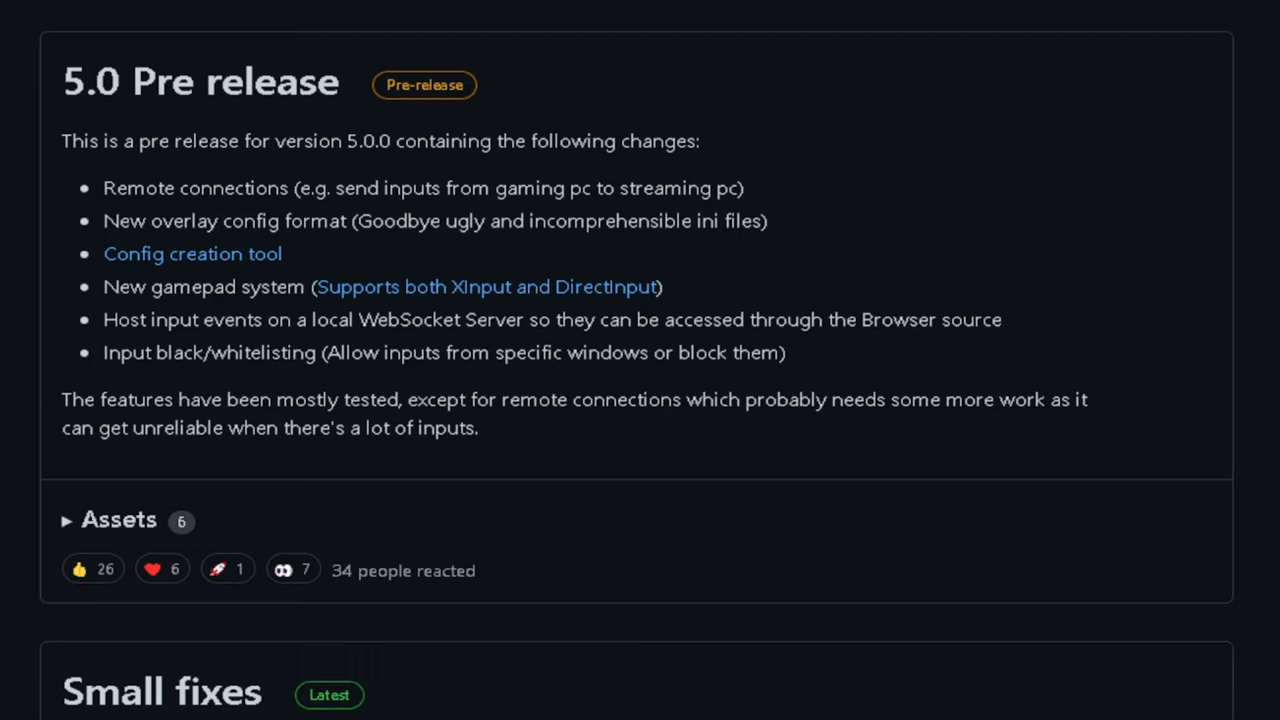 5.0 Pre release Pre-release
This is a pre release for version 5.0.0 containing the following changes:
Remote connections (e.g. send inputs from gaming pc to streaming pc)
New overlay config format (Goodbye ugly and incomprehensible ini files)
Config creation tool
New gamepad system (Supports both XInput and DirectInput)
Host input events on a local WebSocket Server so they can be accessed through the Browser source
Input black/whitelisting (Allow inputs from specific windows or block them)
The features have been mostly tested, except for remote connections which probably needs some more work as it
can get unreliable when there's a lot of inputs.
Assets 6
26 6 1 7 34 people reacted
Small fixes Latest